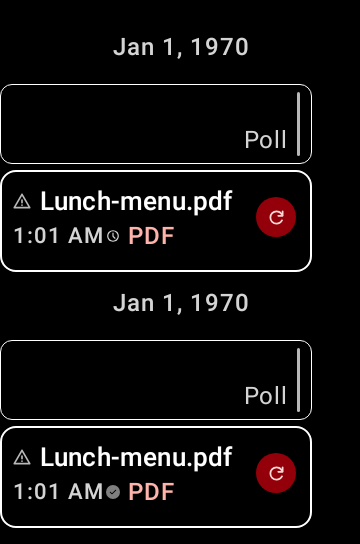 Jan 1, 1970
Poll
Lunch-menu.pdf
1:01 AM PDF
Jan 1, 1970
Poll
Lunch-menu.pdf
1:01 AM PDF